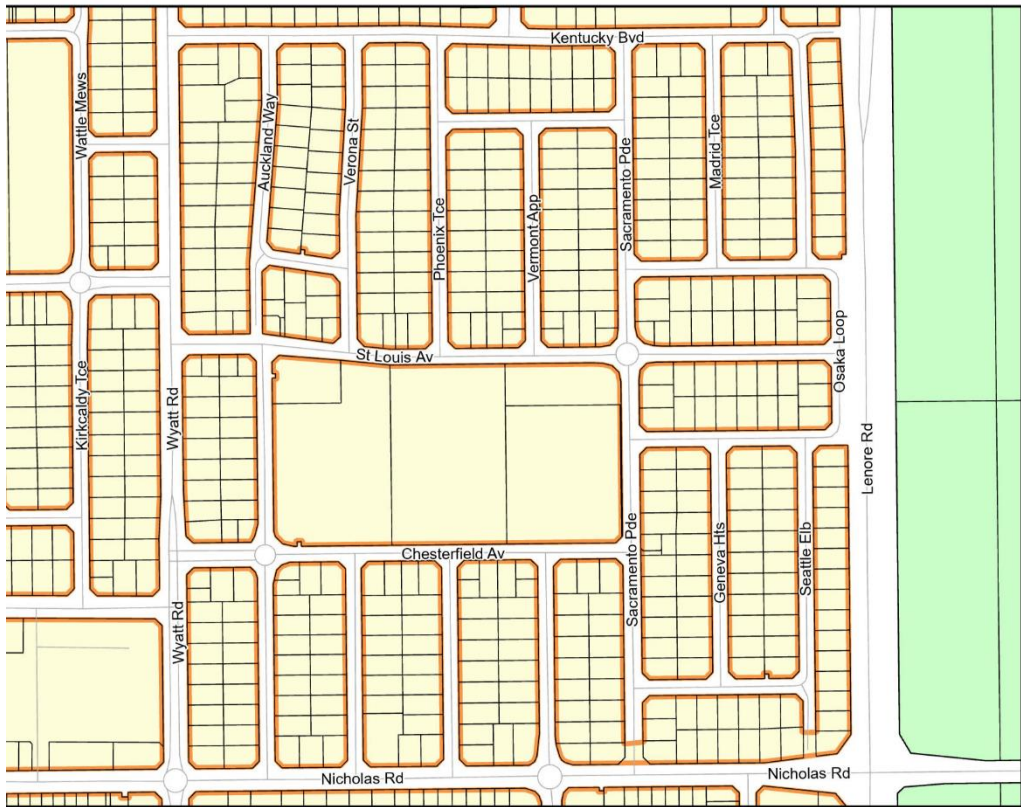 Kentucky Bvd
Wattle Mews
Auckland Way
Verona St
Sacramento Pde
Madrid Tce
Phoenix Tce
Vermont App
St Louis Av
Osaka Loop
Kirkcaldy Tce
Wyatt Rd
Lenore Rd
Chesterfield Av
Sacramento Pde
Geneva Hts
Seattle Elb
Wyatt Rd
Nicholas Rd
Nicholas Rd